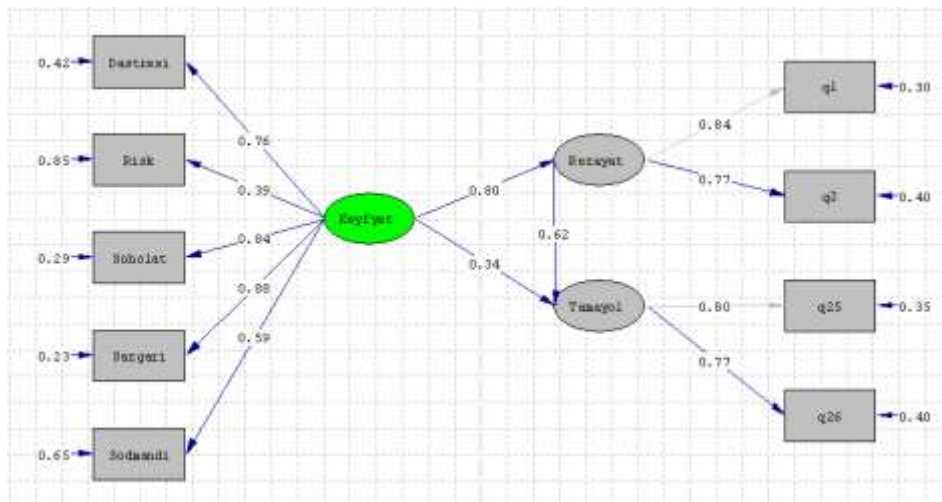 0.42
Dastrasi
0.76
0.85
Risk
0.39
0.29
Soholat
0.84
0.23
0.88
0.65
Sodmandi
0.59
Keyfyat
0.80
0.34
Rezayat
0.62
Tamayol
0.84
q1
0.30
0.77
q2
0.40
0.80
q25
0.35
0.77
q26
0.40